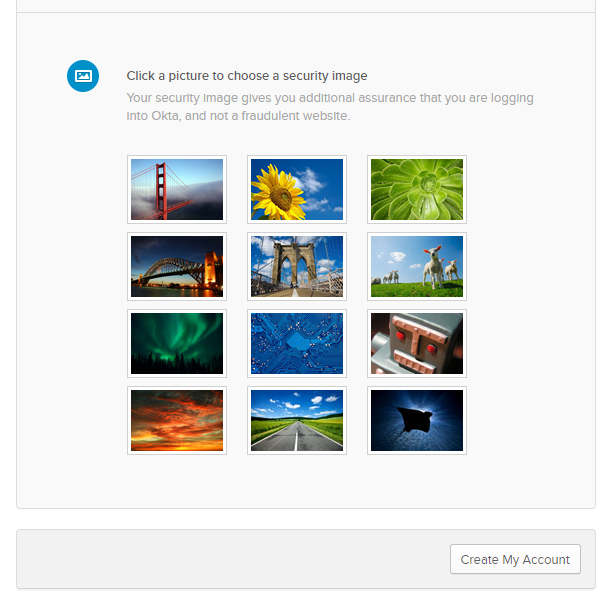 Click a picture to choose a security image
Your security image gives you additional assurance that you are logging
into Okta, and not a fraudulent website.
Create My Account